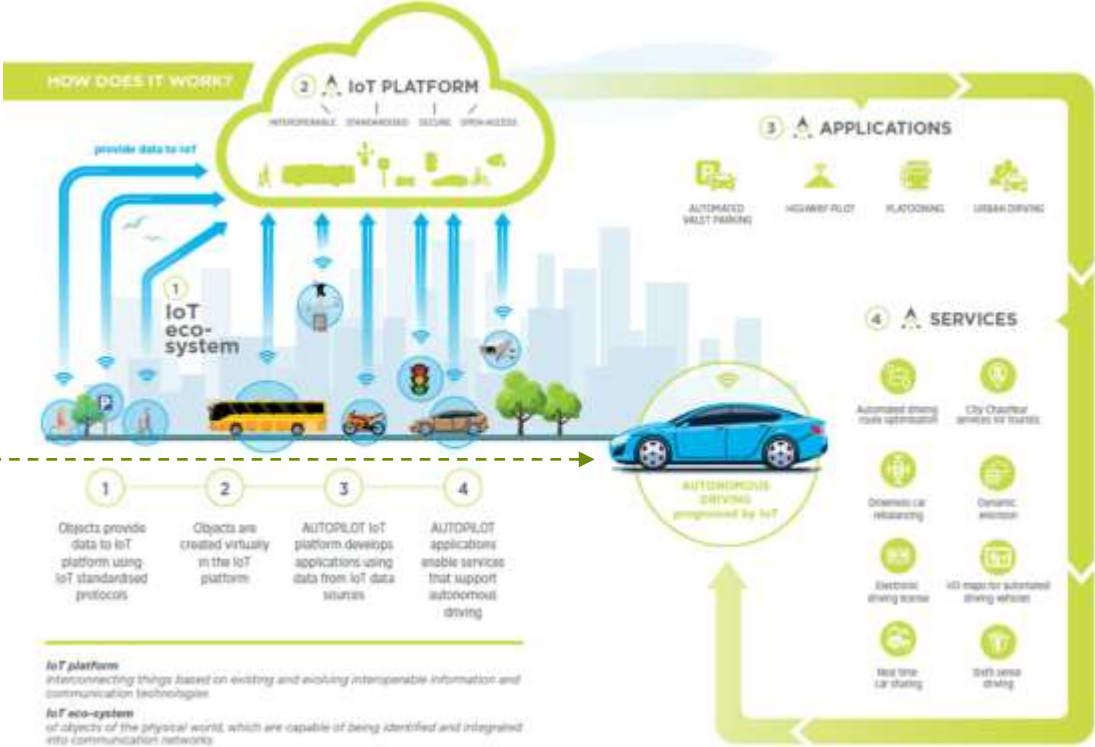 HOW DOES IT WORK?
2 IoT PLATFORM
INTEROPERABLE STANDARDISED SECURE OPEN-ACCESS
provide data to IoT
1
IoT
eco-
system
3 APPLICATIONS
AUTOMATED
VALET PARKING
HIGHWAY PILOT
PLATOONING
URBAN DRIVING
4 SERVICES
Automated driving
route optimisation
City Chauffeur
services for tourists
Driverless car
rebalancing
Dynamic
Electronic
driving license
HD maps for automated
driving vehicles
Real time
car sharing
Sixth sense
driving
P
AUTONOMOUS
DRIVING
progressed by IoT
1
Objects provide
data to IoT
platform using
IoT standardised
protocols
2
Objects are
created virtually
in the IoT
platform
3
AUTOPILOT IoT
platform develops
applications using
data from IoT data
sources
4
AUTOPILOT
applications
enable services
that support
autonomous
driving
IoT platform
interconnecting things based on existing and evolving interoperable information and
communication technologies
IoT eco-system
of objects of the physical world, which are capable of being identified and integrated
into communication networks